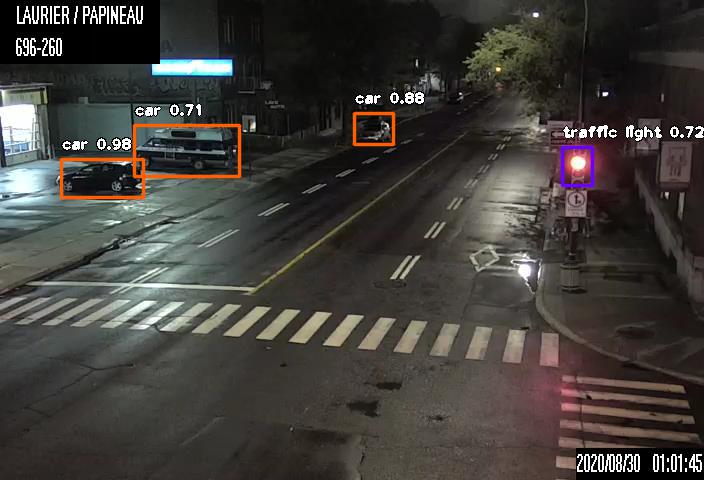 LAURIER / PAPINEAU
696-260
car 0.71
car 0.88
car 0.98
traffic light 0.72
2020/08/30 01:01:45